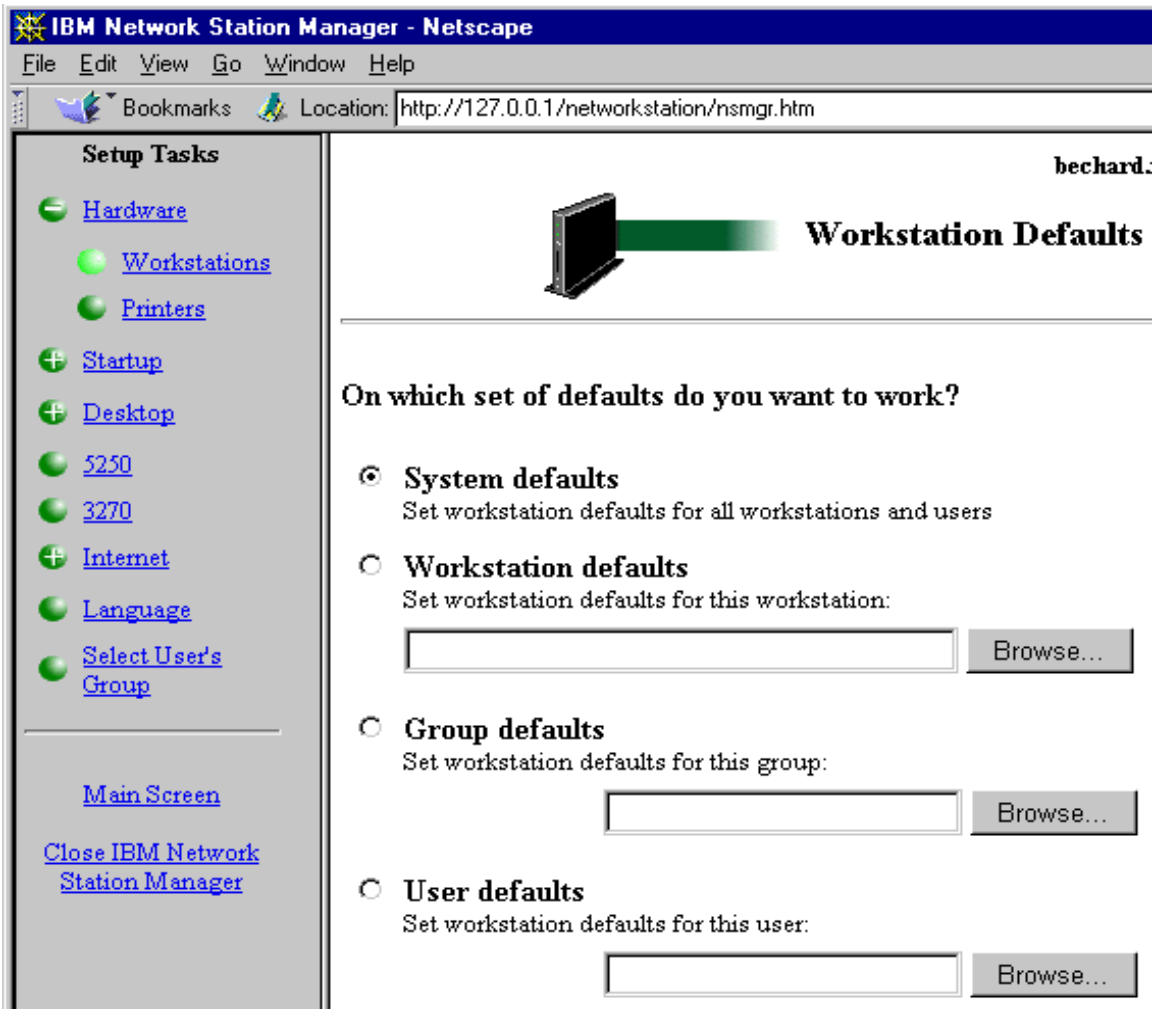 IBM Network Station Manager - Netscape
File Edit View Go Window Help
Bookmarks Location: http://127.0.0.1/networkstation/nsmgr.htm
Setup Tasks
Hardware
Workstations
Printers
Startup
Desktop
5250
3270
Internet
Language
Select User's
Group
Main Screen
Close IBM Network
Station Manager
bechard.
Workstation Defaults
On which set of defaults do you want to work?
System defaults
Set workstation defaults for all workstations and users
Workstation defaults
Set workstation defaults for this workstation:
Browse...
Group defaults
Set workstation defaults for this group:
Browse...
User defaults
Set workstation defaults for this user:
Browse...